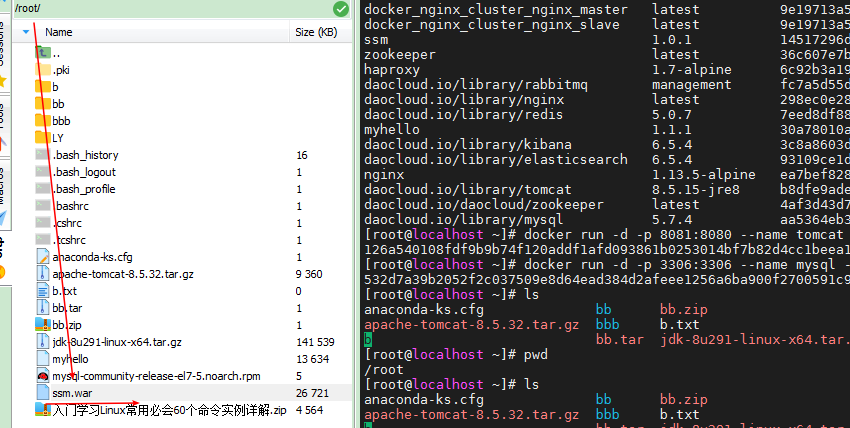 /root/
Name Size (KB)
..
.pki
b
bb
bbb
LY
.bash_history 16
.bash_logout 1
.bash_profile 1
.bashrc 1
.cshrc 1
.tcshrc 1
anaconda-ks.cfg 1
apache-tomcat-8.5.32.tar.gz 9 360
b.txt 0
bb.tar 1
bb.zip 1
jdk-8u291-linux-x64.tar.gz 141 539
myhello 13 634
mysql-community-release-el7-5.noarch.rpm 5
ssm.war 26 721
入门学习Linux常用必会60个命令实例详解.zip 4 564
Sessions
Tools
Macros
docker_nginx_cluster_nginx_master latest 9e19713a5
docker_nginx_cluster_nginx_slave latest 9e19713a5
ssm 1.0.1 14517296d
zookeeper latest 36c607e7b
haproxy 1.7-alpine 6c92b3a19
daocloud.io/library/rabbitmq management fc7a5d55d
daocloud.io/library/nginx latest 298ec0e28
daocloud.io/library/redis 5.0.7 7eed8df88
myhello 1.1.1 30a78010a
daocloud.io/library/kibana 6.5.4 3c8a8603d
daocloud.io/library/elasticsearch 6.5.4 93109ce1d
nginx 1.13.5-alpine ea7bef828
daocloud.io/library/tomcat 8.5.15-jre8 b8dfe9ade
daocloud.io/daocloud/zookeeper latest 4af3d43d7
daocloud.io/library/mysql 5.7.4 aa5364eb3
[root@localhost ~]# docker run -d -p 8081:8080 --name tomcat
126a540108fdf9b9b74f120addf1afd093861b0253014bf7b82d4cc1beea1
[root@localhost ~]# docker run -d -p 3306:3306 --name mysql -
532d7a39b2052f2c037509e8d64ead384d2afeee1256a6ba900f2700591c9
[root@localhost ~]# ls
anaconda-ks.cfg bb bb.zip
apache-tomcat-8.5.32.tar.gz bbb b.txt
b bb.tar jdk-8u291-linux-x64.tar.
[root@localhost ~]# pwd
/root
[root@localhost ~]# ls
anaconda-ks.cfg bb bb.zip
apache-tomcat-8.5.32.tar.gz bbb b.txt